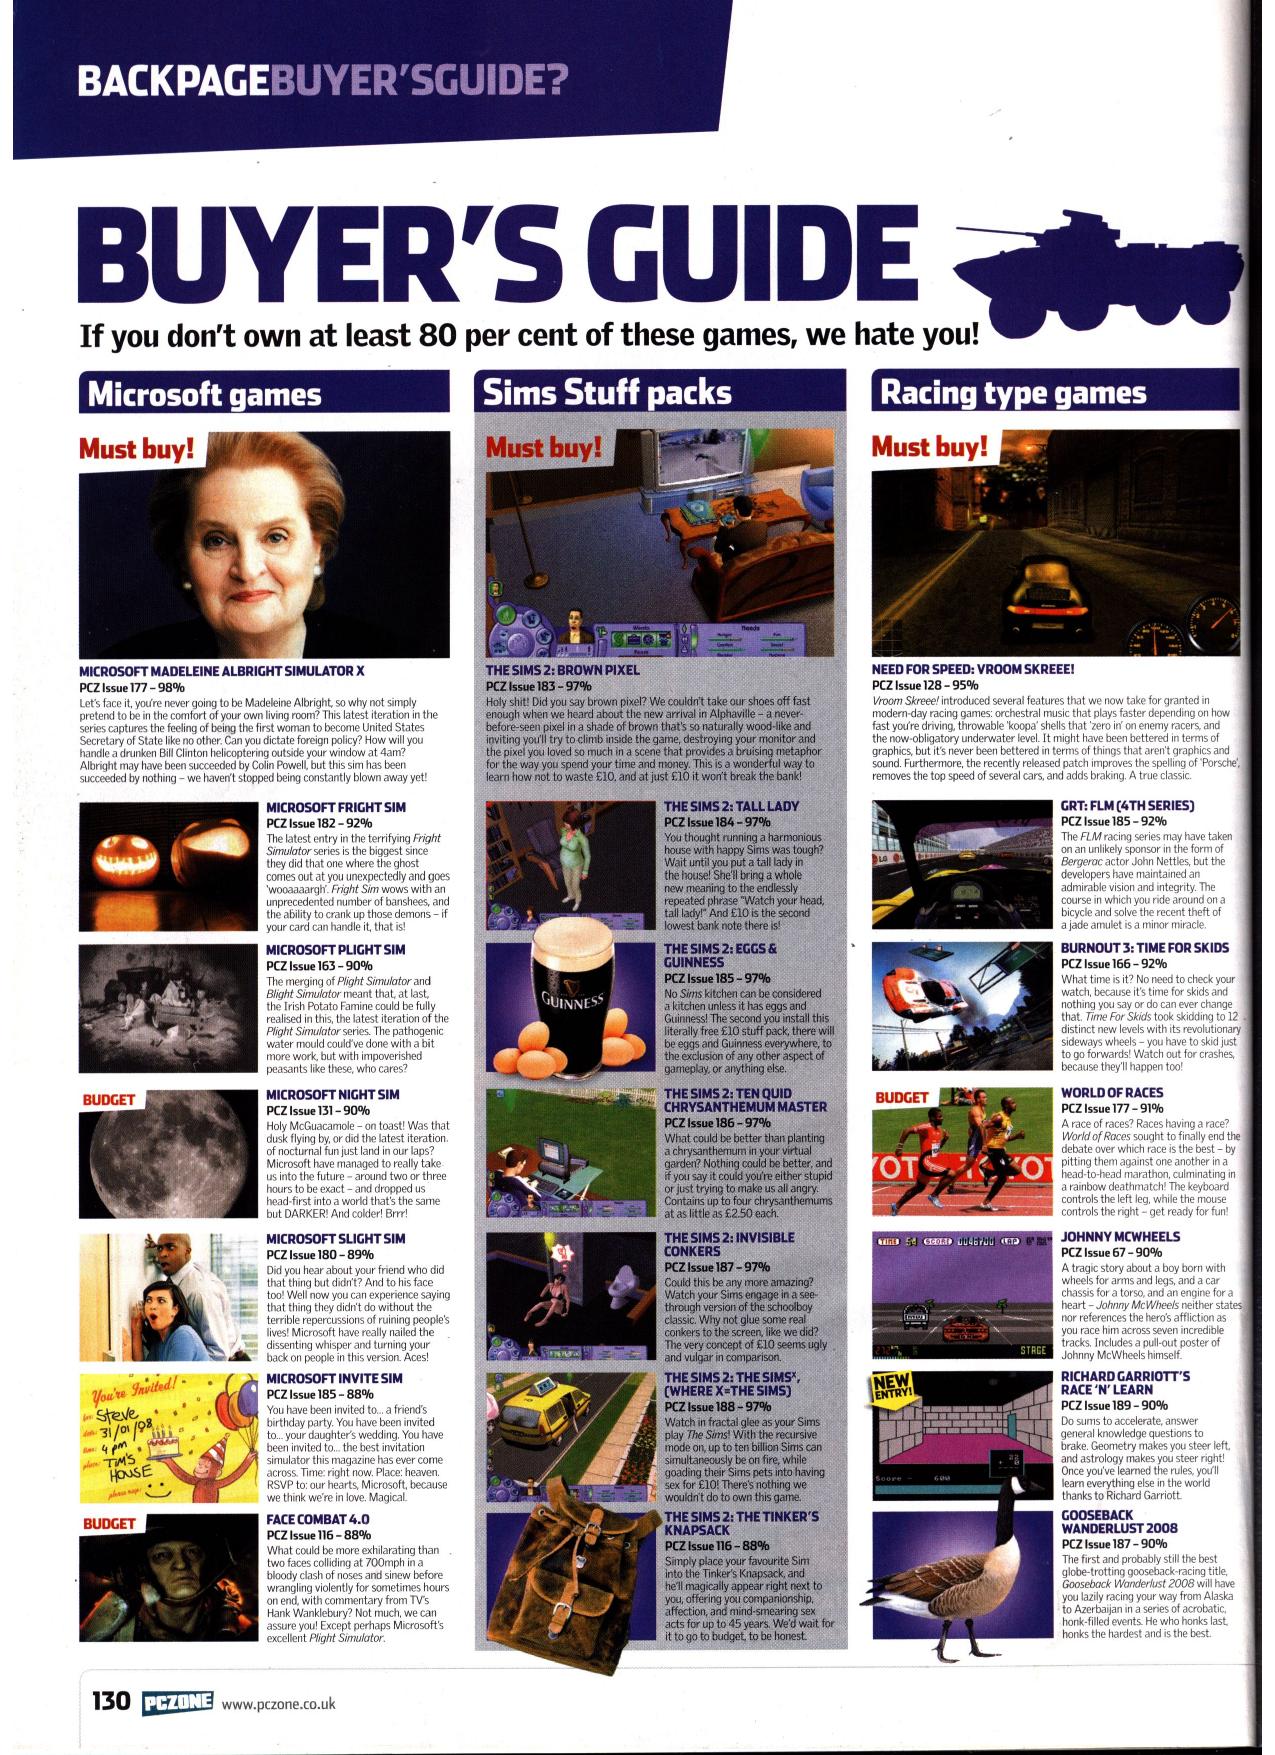 BACKPAGEBUYER'SGUIDE?
BUYER'S GUIDE
If you don't own at least 80 per cent of these games, we hate you!
Microsoft games
Must buy!
MICROSOFT MADELEINE ALBRIGHT SIMULATOR X
PCZ Issue 177 – 98%
Let's face it, you're never going to be Madeleine Albright, so why not simply
pretend to be in the comfort of your own living room? This latest iteration in the
series captures the feeling of being the first woman to become United States
Secretary of State like no other. Can you dictate foreign policy? How will you
handle a drunken Bill Clinton helicoptering outside your window at 4am?
Albright may have been succeeded by Colin Powell, but this sim has been
succeeded by nothing – we haven't stopped being constantly blown away yet!
MICROSOFT FRIGHT SIM
PCZ Issue 182 – 92%
The latest entry in the terrifying Fright
Simulator series is the biggest since
they did that one where the ghost
comes out at you unexpectedly and goes
'wooaaaargh'. Fright Sim wows with an
unprecedented number of banshees, and
the ability to crank up those demons – if
your card can handle it, that is!
MICROSOFT PLIGHT SIM
PCZ Issue 163 – 90%
The merging of Plight Simulator and
Blight Simulator meant that, at last,
the Irish Potato Famine could be fully
realised in this, the latest iteration of the
Plight Simulator series. The pathogenic
water mould could've done with a bit
more work, but with impoverished
peasants like these, who cares?
BUDGET
MICROSOFT NIGHT SIM
PCZ Issue 131 – 90%
Holy McGuacamole – on toast! Was that
dusk flying by, or did the latest iteration
of nocturnal fun just land in our laps?
Microsoft have managed to really take
us into the future – around two or three
hours to be exact – and dropped us
head-first into a world that's the same
but DARKER! And colder! Brrr!
MICROSOFT SLIGHT SIM
PCZ Issue 180 – 89%
Did you hear about your friend who did
that thing but didn't? And to his face
too! Well now you can experience saying
that thing they didn't do without the
terrible repercussions of ruining people's
lives! Microsoft have really nailed the
dissenting whisper and turning your
back on people in this version. Aces!
You're Invited!
for: Steve
date: 31/01/98
time: 4pm
place: TIM'S
HOUSE
please rsvp:
MICROSOFT INVITE SIM
PCZ Issue 185 – 88%
You have been invited to... a friend's
birthday party. You have been invited
to... your daughter's wedding. You have
been invited to... the best invitation
simulator this magazine has ever come
across. Time: right now. Place: heaven.
RSVP to: our hearts, Microsoft, because
we think we're in love. Magical.
BUDGET
FACE COMBAT 4.0
PCZ Issue 116 – 88%
What could be more exhilarating than
two faces colliding at 700mph in a
bloody clash of noses and sinew before
wrangling violently for sometimes hours
on end, with commentary from TV's
Hank Wanklebury? Not much, we can
assure you! Except perhaps Microsoft's
excellent Plight Simulator.
Sims Stuff packs
Must buy!
THE SIMS 2: BROWN PIXEL
PCZ Issue 183 – 97%
Holy shit! Did you say brown pixel? We couldn't take our shoes off fast
enough when we heard about the new arrival in Alphaville – a never-
before-seen pixel in a shade of brown that's so naturally wood-like and
inviting you'll try to climb inside the game, destroying your monitor and
the pixel you loved so much in a scene that provides a bruising metaphor
for the way you spend your time and money. This is a wonderful way to
learn how not to waste £10, and at just £10 it won't break the bank!
THE SIMS 2: TALL LADY
PCZ Issue 184 – 97%
You thought running a harmonious
house with happy Sims was tough?
Wait until you put a tall lady in
the house! She'll bring a whole
new meaning to the endlessly
repeated phrase "Watch your head,
tall lady!" And £10 is the second
lowest bank note there is!
GUINNESS
THE SIMS 2: EGGS &
GUINNESS
PCZ Issue 185 – 97%
No Sims kitchen can be considered
a kitchen unless it has eggs and
Guinness! The second you install this
literally free £10 stuff pack, there will
be eggs and Guinness everywhere, to
the exclusion of any other aspect of
gameplay, or anything else.
THE SIMS 2: TEN QUID
CHRYSANTHEMUM MASTER
PCZ Issue 186 – 97%
What could be better than planting
a chrysanthemum in your virtual
garden? Nothing could be better, and
if you say it could you're either stupid
or just trying to make us all angry.
Contains up to four chrysanthemums
at as little as £2.50 each.
THE SIMS 2: INVISIBLE
CONKERS
PCZ Issue 187 – 97%
Could this be any more amazing?
Watch your Sims engage in a see-
through version of the schoolboy
classic. Why not glue some real
conkers to the screen, like we did?
The very concept of £10 seems ugly
and vulgar in comparison.
THE SIMS 2: THE SIMSˣ,
(WHERE X=THE SIMS)
PCZ Issue 188 – 97%
Watch in fractal glee as your Sims
play The Sims! With the recursive
mode on, up to ten billion Sims can
simultaneously be on fire, while
goading their Sims pets into having
sex for £10! There's nothing we
wouldn't do to own this game.
THE SIMS 2: THE TINKER'S
KNAPSACK
PCZ Issue 116 – 88%
Simply place your favourite Sim
into the Tinker's Knapsack, and
he'll magically appear right next to
you, offering you companionship,
affection, and mind-smearing sex
acts for up to 45 years. We'd wait for
it to go to budget, to be honest.
Racing type games
Must buy!
NEED FOR SPEED: VROOM SKREEE!
PCZ Issue 128 – 95%
Vroom Skreee! introduced several features that we now take for granted in
modern-day racing games: orchestral music that plays faster depending on how
fast you're driving, throwable 'koopa' shells that 'zero in' on enemy racers, and
the now-obligatory underwater level. It might have been bettered in terms of
graphics, but it's never been bettered in terms of things that aren't graphics and
sound. Furthermore, the recently released patch improves the spelling of 'Porsche',
removes the top speed of several cars, and adds braking. A true classic.
LG
GRT: FLM (4TH SERIES)
PCZ Issue 185 – 92%
The FLM racing series may have taken
on an unlikely sponsor in the form of
Bergerac actor John Nettles, but the
developers have maintained an
admirable vision and integrity. The
course in which you ride around on a
bicycle and solve the recent theft of
a jade amulet is a minor miracle.
BURNOUT 3: TIME FOR SKIDS
PCZ Issue 166 – 92%
What time is it? No need to check your
watch, because it's time for skids and
nothing you say or do can ever change
that. Time For Skids took skidding to 12
distinct new levels with its revolutionary
sideways wheels – you have to skid just
to go forwards! Watch out for crashes,
because they'll happen too!
BUDGET
YOTO
TOYOT
WORLD OF RACES
PCZ Issue 177 – 91%
A race of races? Races having a race?
World of Races sought to finally end the
debate over which race is the best – by
pitting them against one another in a
head-to-head marathon, culminating in
a rainbow deathmatch! The keyboard
controls the left leg, while the mouse
controls the right – get ready for fun!
TIME 54 SCORE LAP
STAGE
JOHNNY MCWHEELS
PCZ Issue 67 – 90%
A tragic story about a boy born with
wheels for arms and legs, and a car
chassis for a torso, and an engine for a
heart – Johnny McWheels neither states
nor references the hero's affliction as
you race him across seven incredible
tracks. Includes a pull-out poster of
Johnny McWheels himself.
NEW
ENTRY!
Score - 600
RICHARD GARRIOTT'S
RACE 'N' LEARN
PCZ Issue 189 – 90%
Do sums to accelerate, answer
general knowledge questions to
brake. Geometry makes you steer left,
and astrology makes you steer right!
Once you've learned the rules, you'll
learn everything else in the world
thanks to Richard Garriott.
GOOSEBACK
WANDERLUST 2008
PCZ Issue 187 – 90%
The first and probably still the best
globe-trotting gooseback-racing title,
Gooseback Wanderlust 2008 will have
you lazily racing your way from Alaska
to Azerbaijan in a series of acrobatic,
honk-filled events. He who honks last,
honks the hardest and is the best.
130 PCZONE www.pczone.co.uk